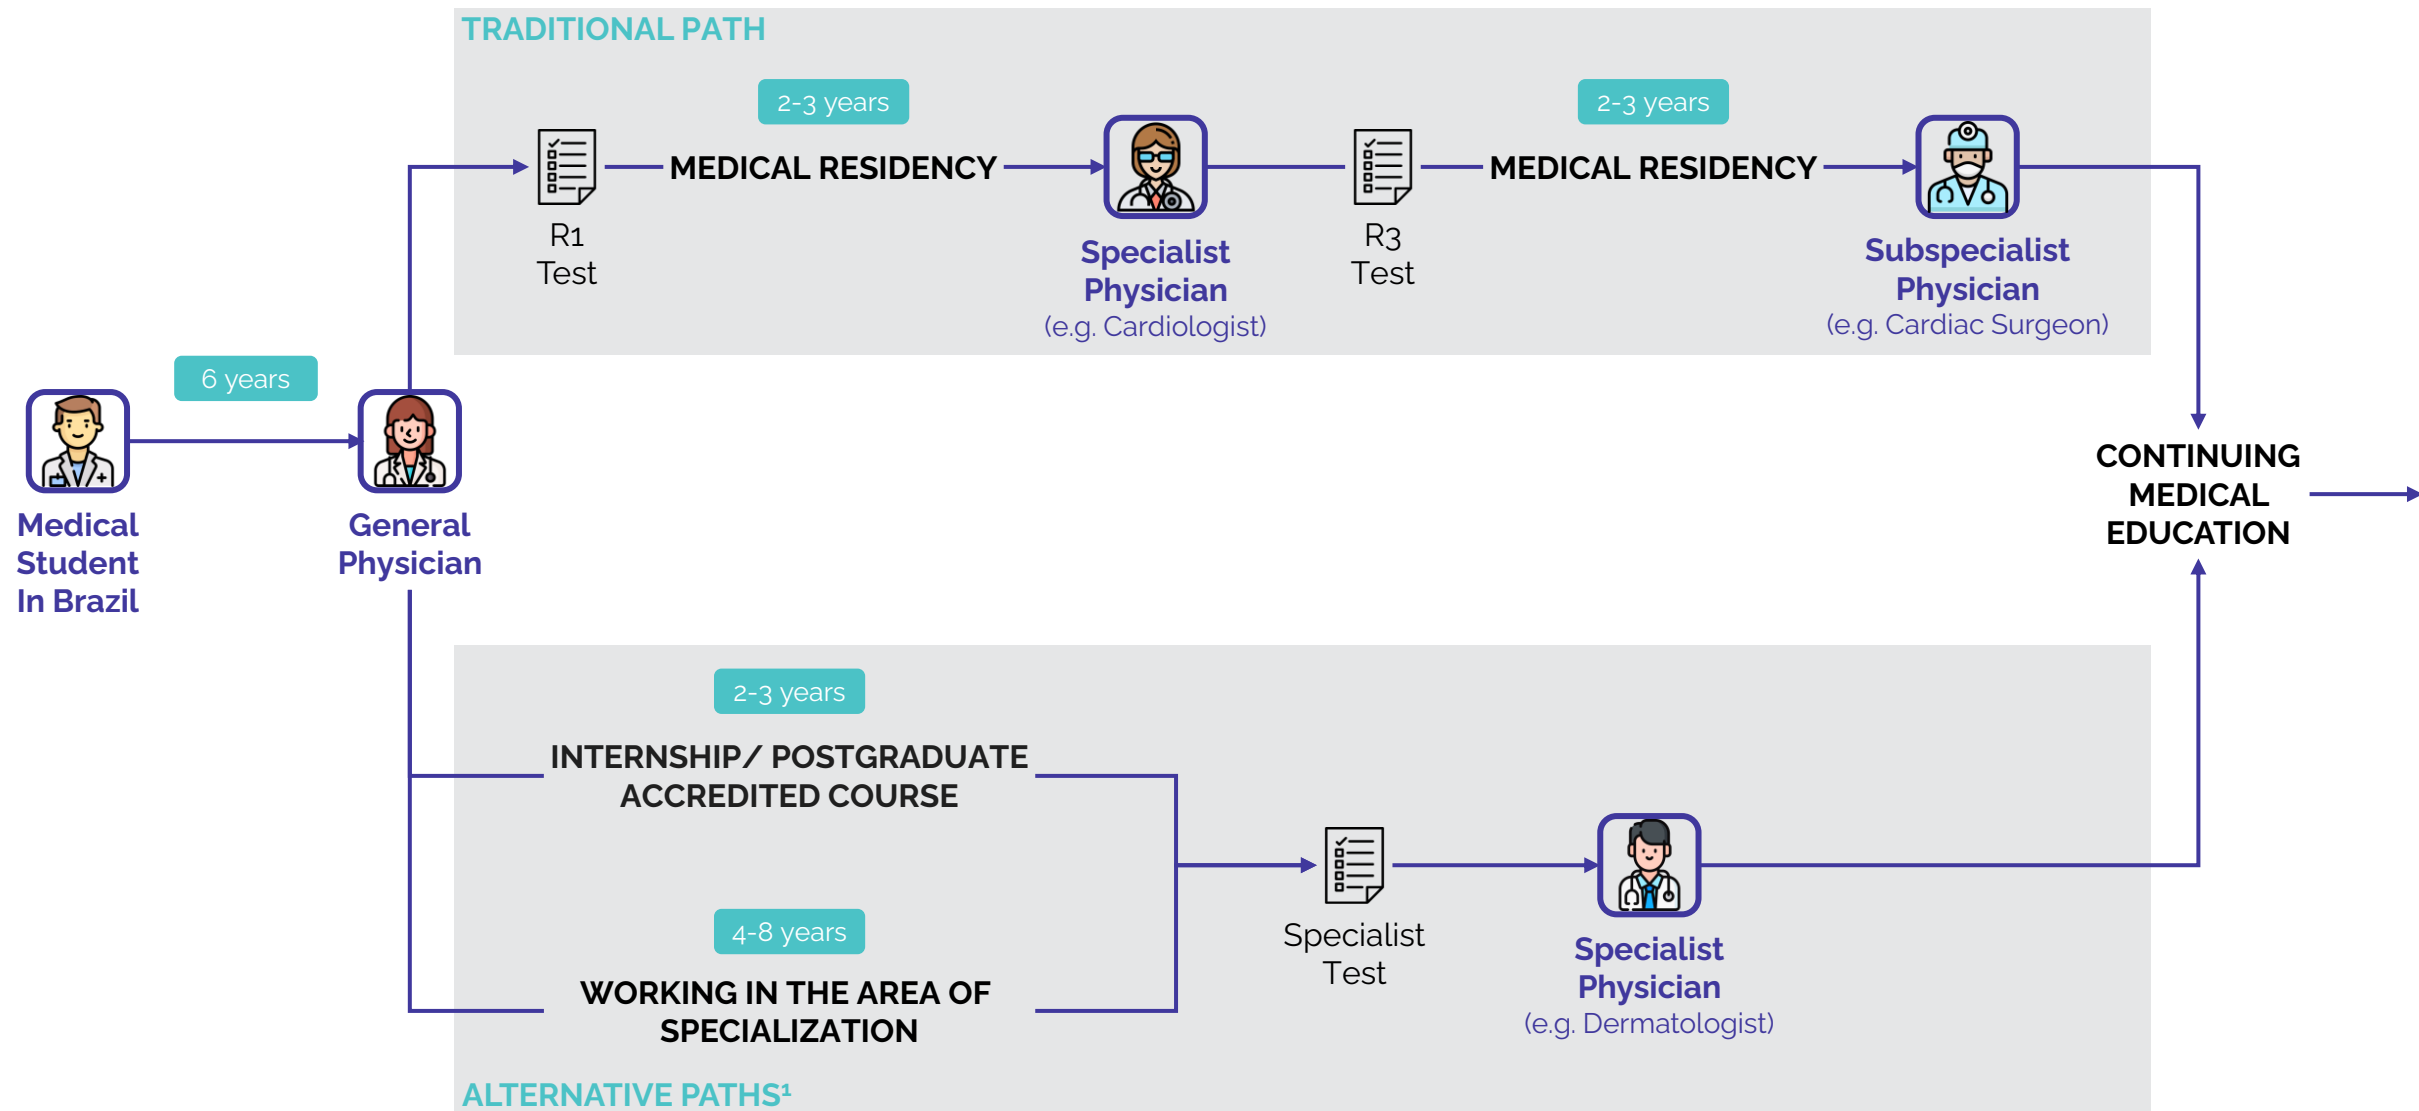 TRADITIONAL PATH
2-3 years
2-3 years
MEDICAL RESIDENCY
MEDICAL RESIDENCY
R1
Test
Specialist
Physician
(e.g. Cardiologist)
R3
Test
Subspecialist
Physician
(e.g. Cardiac Surgeon)
6 years
Medical
Student
In Brazil
General
Physician
CONTINUING
MEDICAL
EDUCATION
2-3 years
INTERNSHIP/ POSTGRADUATE
ACCREDITED COURSE
4-8 years
WORKING IN THE AREA OF
SPECIALIZATION
Specialist
Test
Specialist
Physician
(e.g. Dermatologist)
ALTERNATIVE PATHS¹